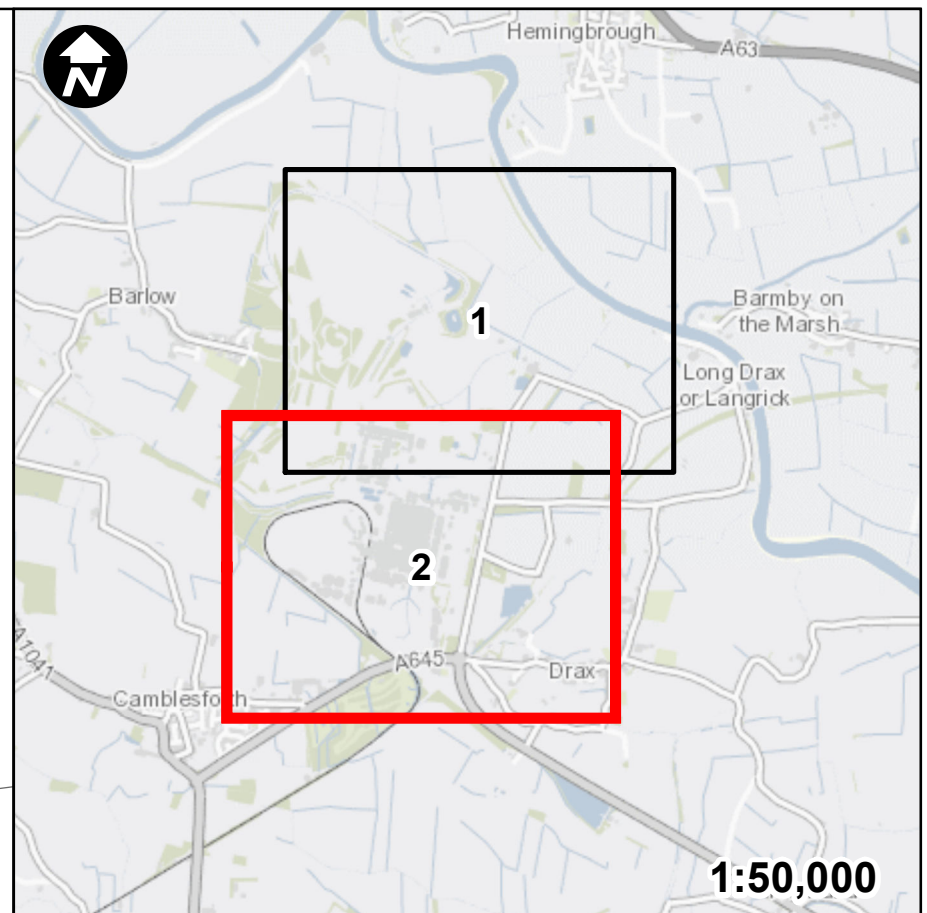 N
Hemingbrough
A63
Barlow
1
Barmby on
the Marsh
Long Drax
or Langrick
2
A645
Drax
A1041
Camblesforth
1:50,000